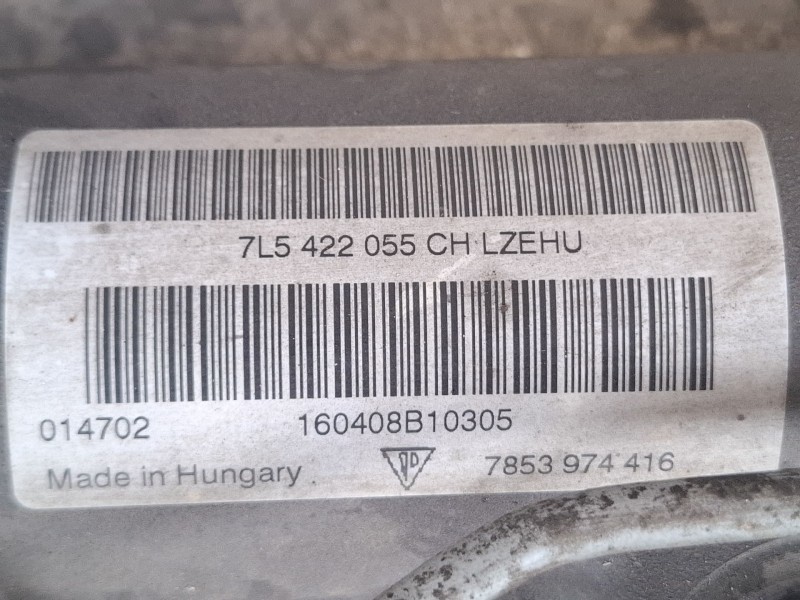 7L5 422 055 CH LZEHU
014702 160408B10305
Made in Hungary 7853 974 416